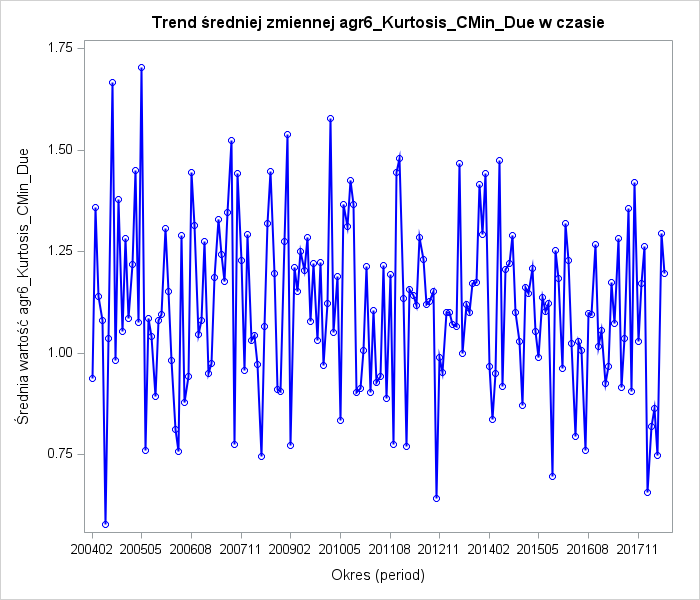 Trend średniej zmiennej agr6_Kurtosis_CMin_Due w czasie
Średnia wartość agr6_Kurtosis_CMin_Due
1.75
1.50
1.25
1.00
0.75
200402 200505 200608 200711 200902 201005 201108 201211 201402 201505 201608 201711
Okres (period)